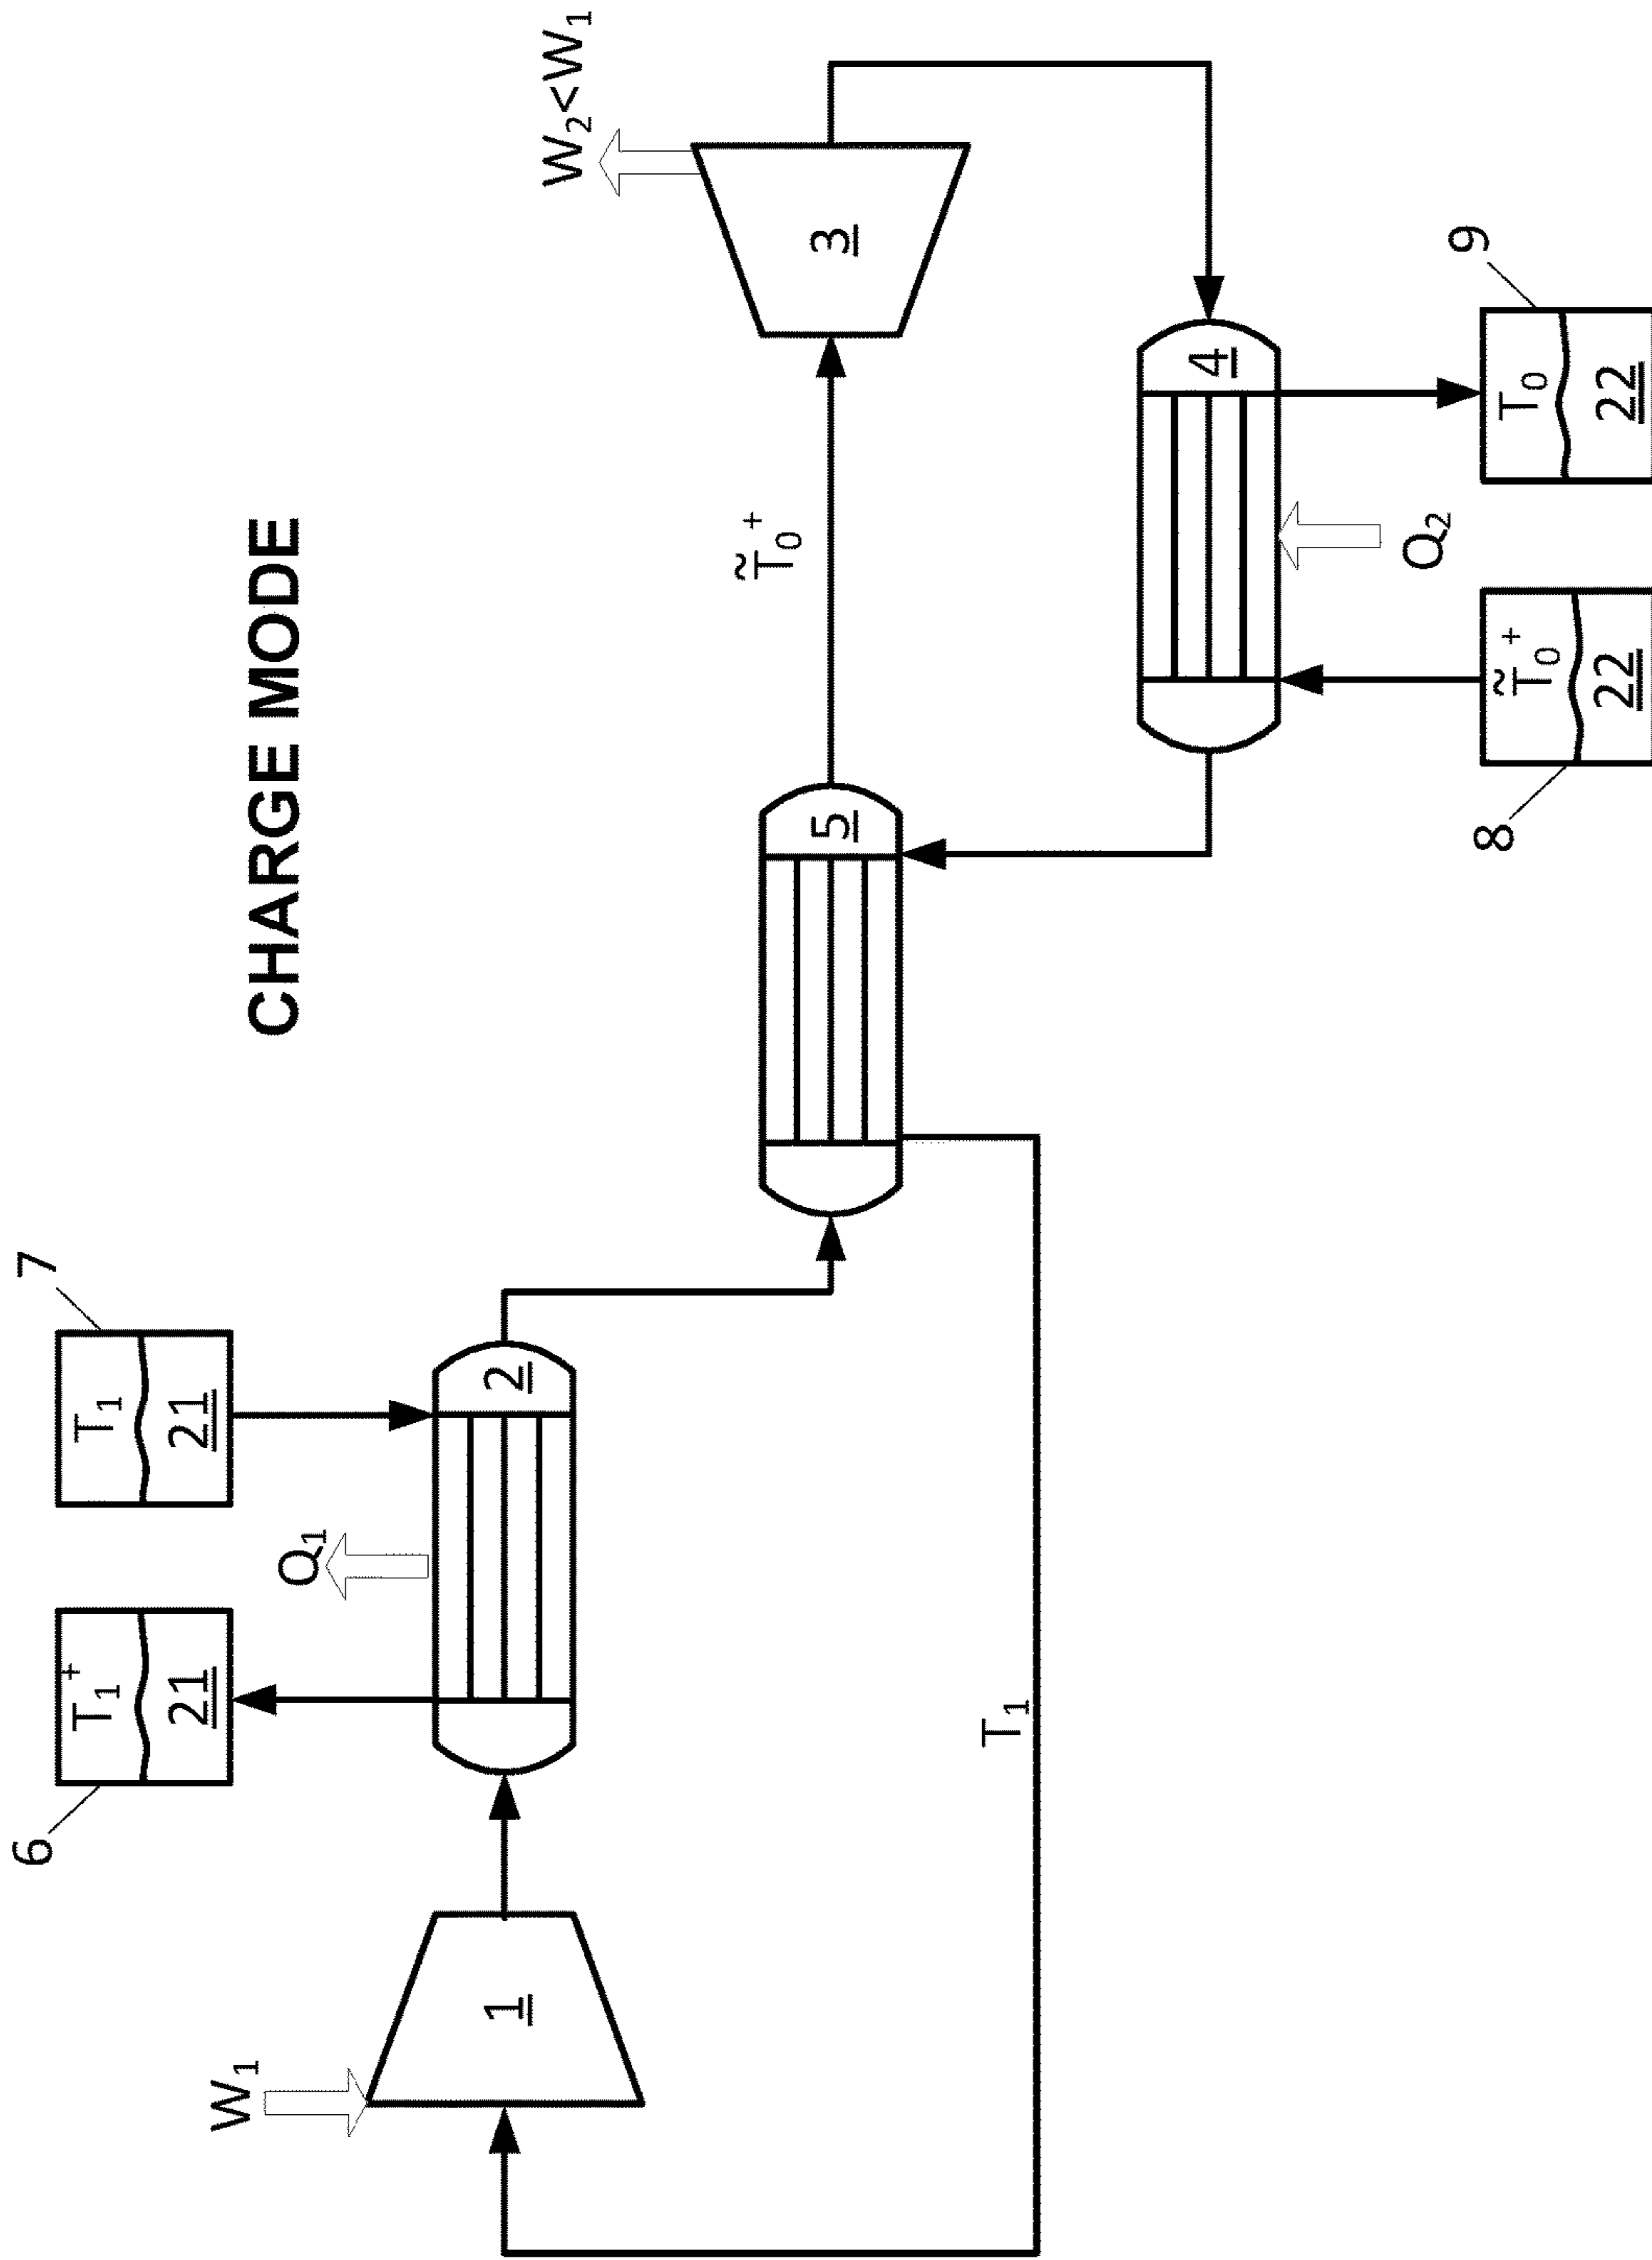 CHARGE MODE
6
7
T₁⁺
21
T₁
21
W₁
Q₁
1
2
T₁
5
T̃₀⁺
W₂<W₁
3
4
Q₂
8
9
T̃₀⁺
22
T₀
22